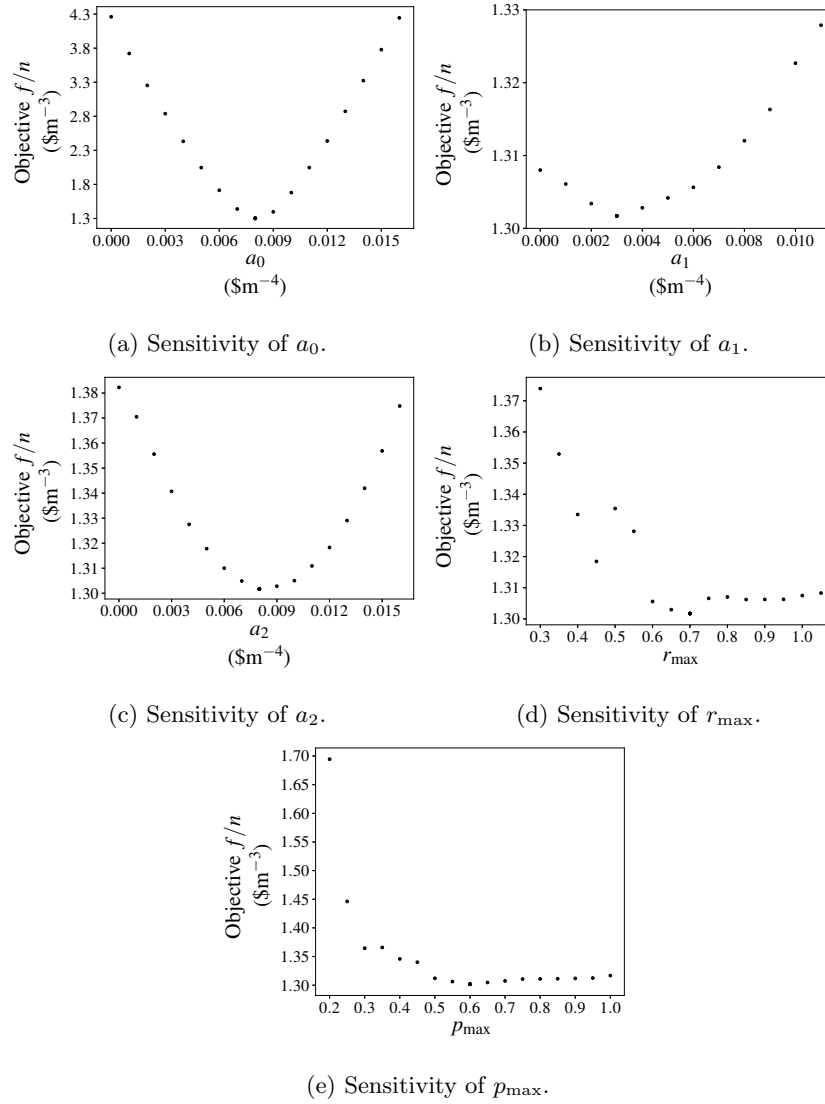 4.3
3.8
3.3
2.8
2.3
1.8
1.3
Objective f/n
($m⁻³)
0.000 0.003 0.006 0.009 0.012 0.015
a₀
($m⁻⁴)
(a) Sensitivity of a₀.
1.33
1.32
1.31
1.30
Objective f/n
($m⁻³)
0.000 0.002 0.004 0.006 0.008 0.010
a₁
($m⁻⁴)
(b) Sensitivity of a₁.
1.38
1.37
1.36
1.35
1.34
1.33
1.32
1.31
1.30
Objective f/n
($m⁻³)
0.000 0.003 0.006 0.009 0.012 0.015
a₂
($m⁻⁴)
(c) Sensitivity of a₂.
1.37
1.36
1.35
1.34
1.33
1.32
1.31
1.30
Objective f/n
($m⁻³)
0.3 0.4 0.5 0.6 0.7 0.8 0.9 1.0
r_max
(d) Sensitivity of r_max.
1.70
1.65
1.60
1.55
1.50
1.45
1.40
1.35
1.30
Objective f/n
($m⁻³)
0.2 0.3 0.4 0.5 0.6 0.7 0.8 0.9 1.0
p_max
(e) Sensitivity of p_max.